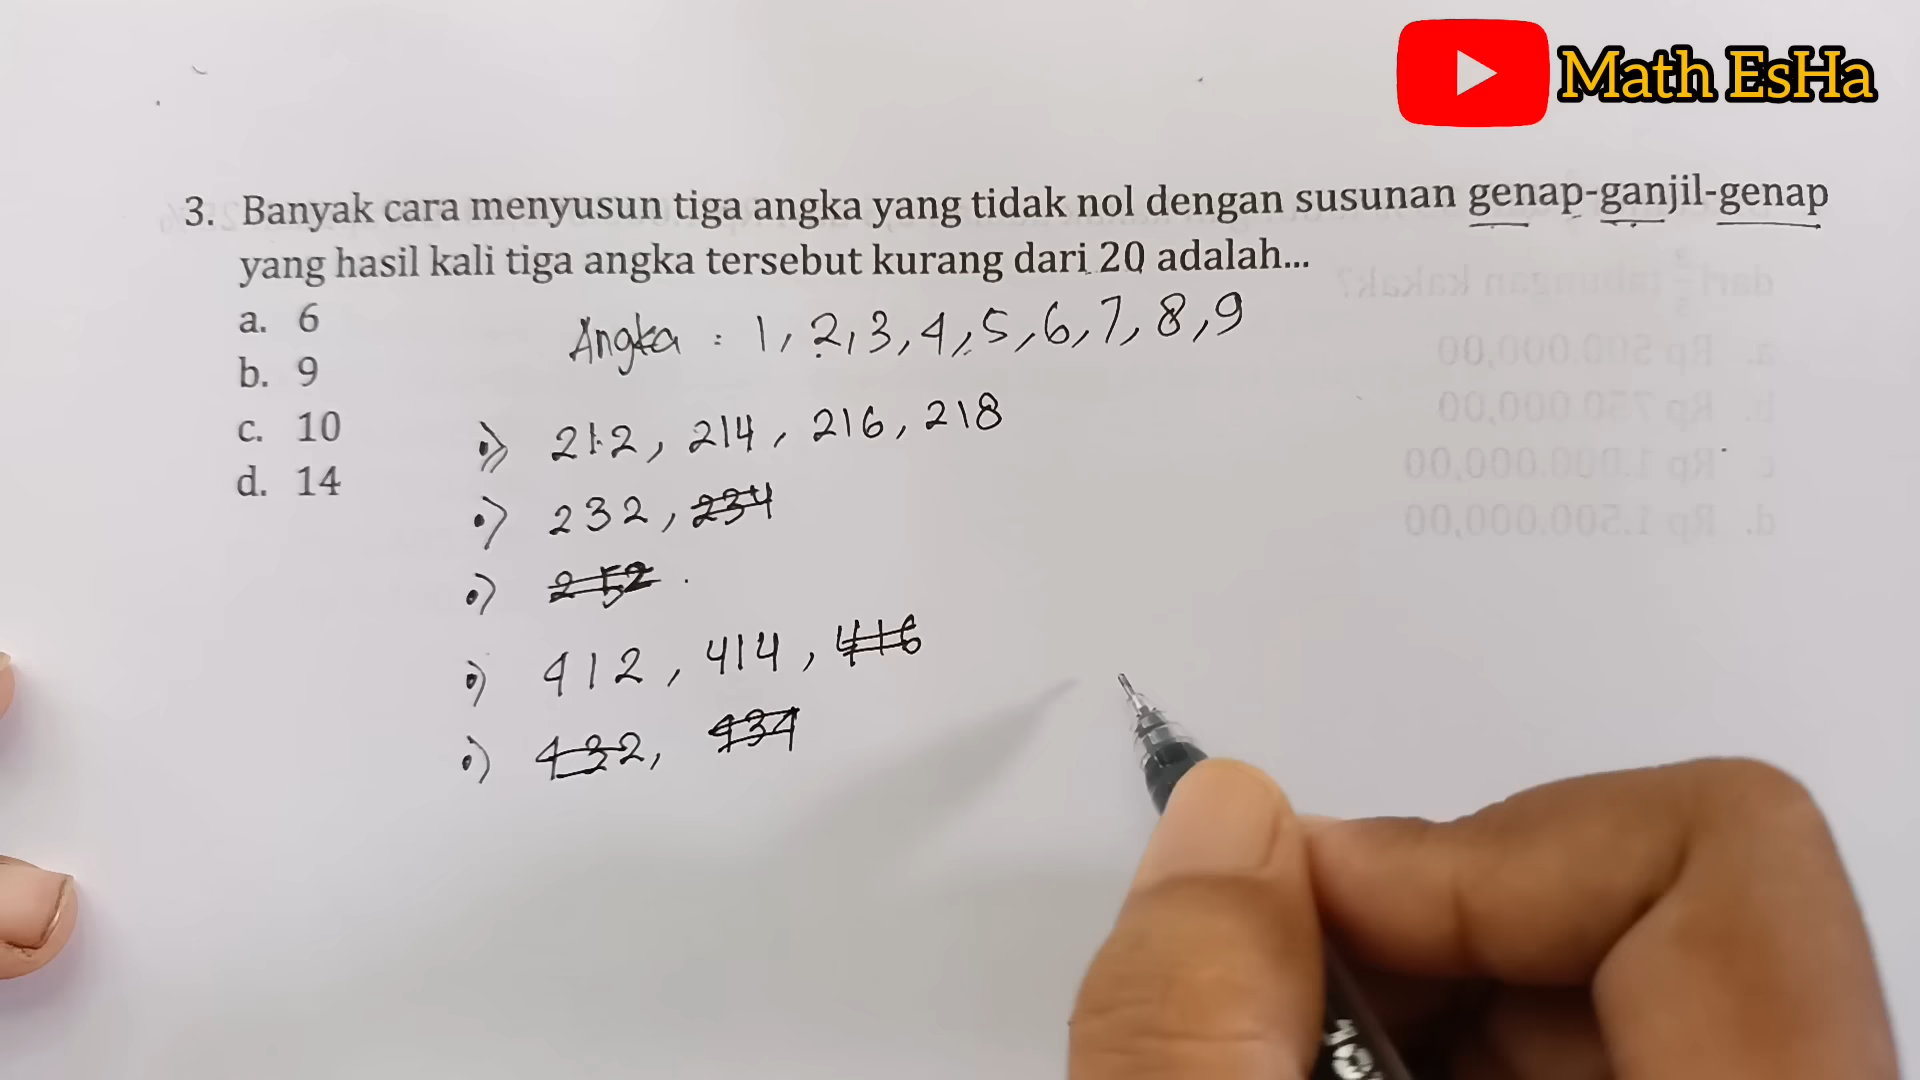 Math EsHa
3. Banyak cara menyusun tiga angka yang tidak nol dengan susunan genap-ganjil-genap
yang hasil kali tiga angka tersebut kurang dari 20 adalah...
a. 6
b. 9
c. 10
d. 14
Angka : 1, 2, 3, 4, 5, 6, 7, 8, 9
•) 212, 214, 216, 218
•) 232, 234
•) 252
•) 412, 414, 416
•) 432, 434